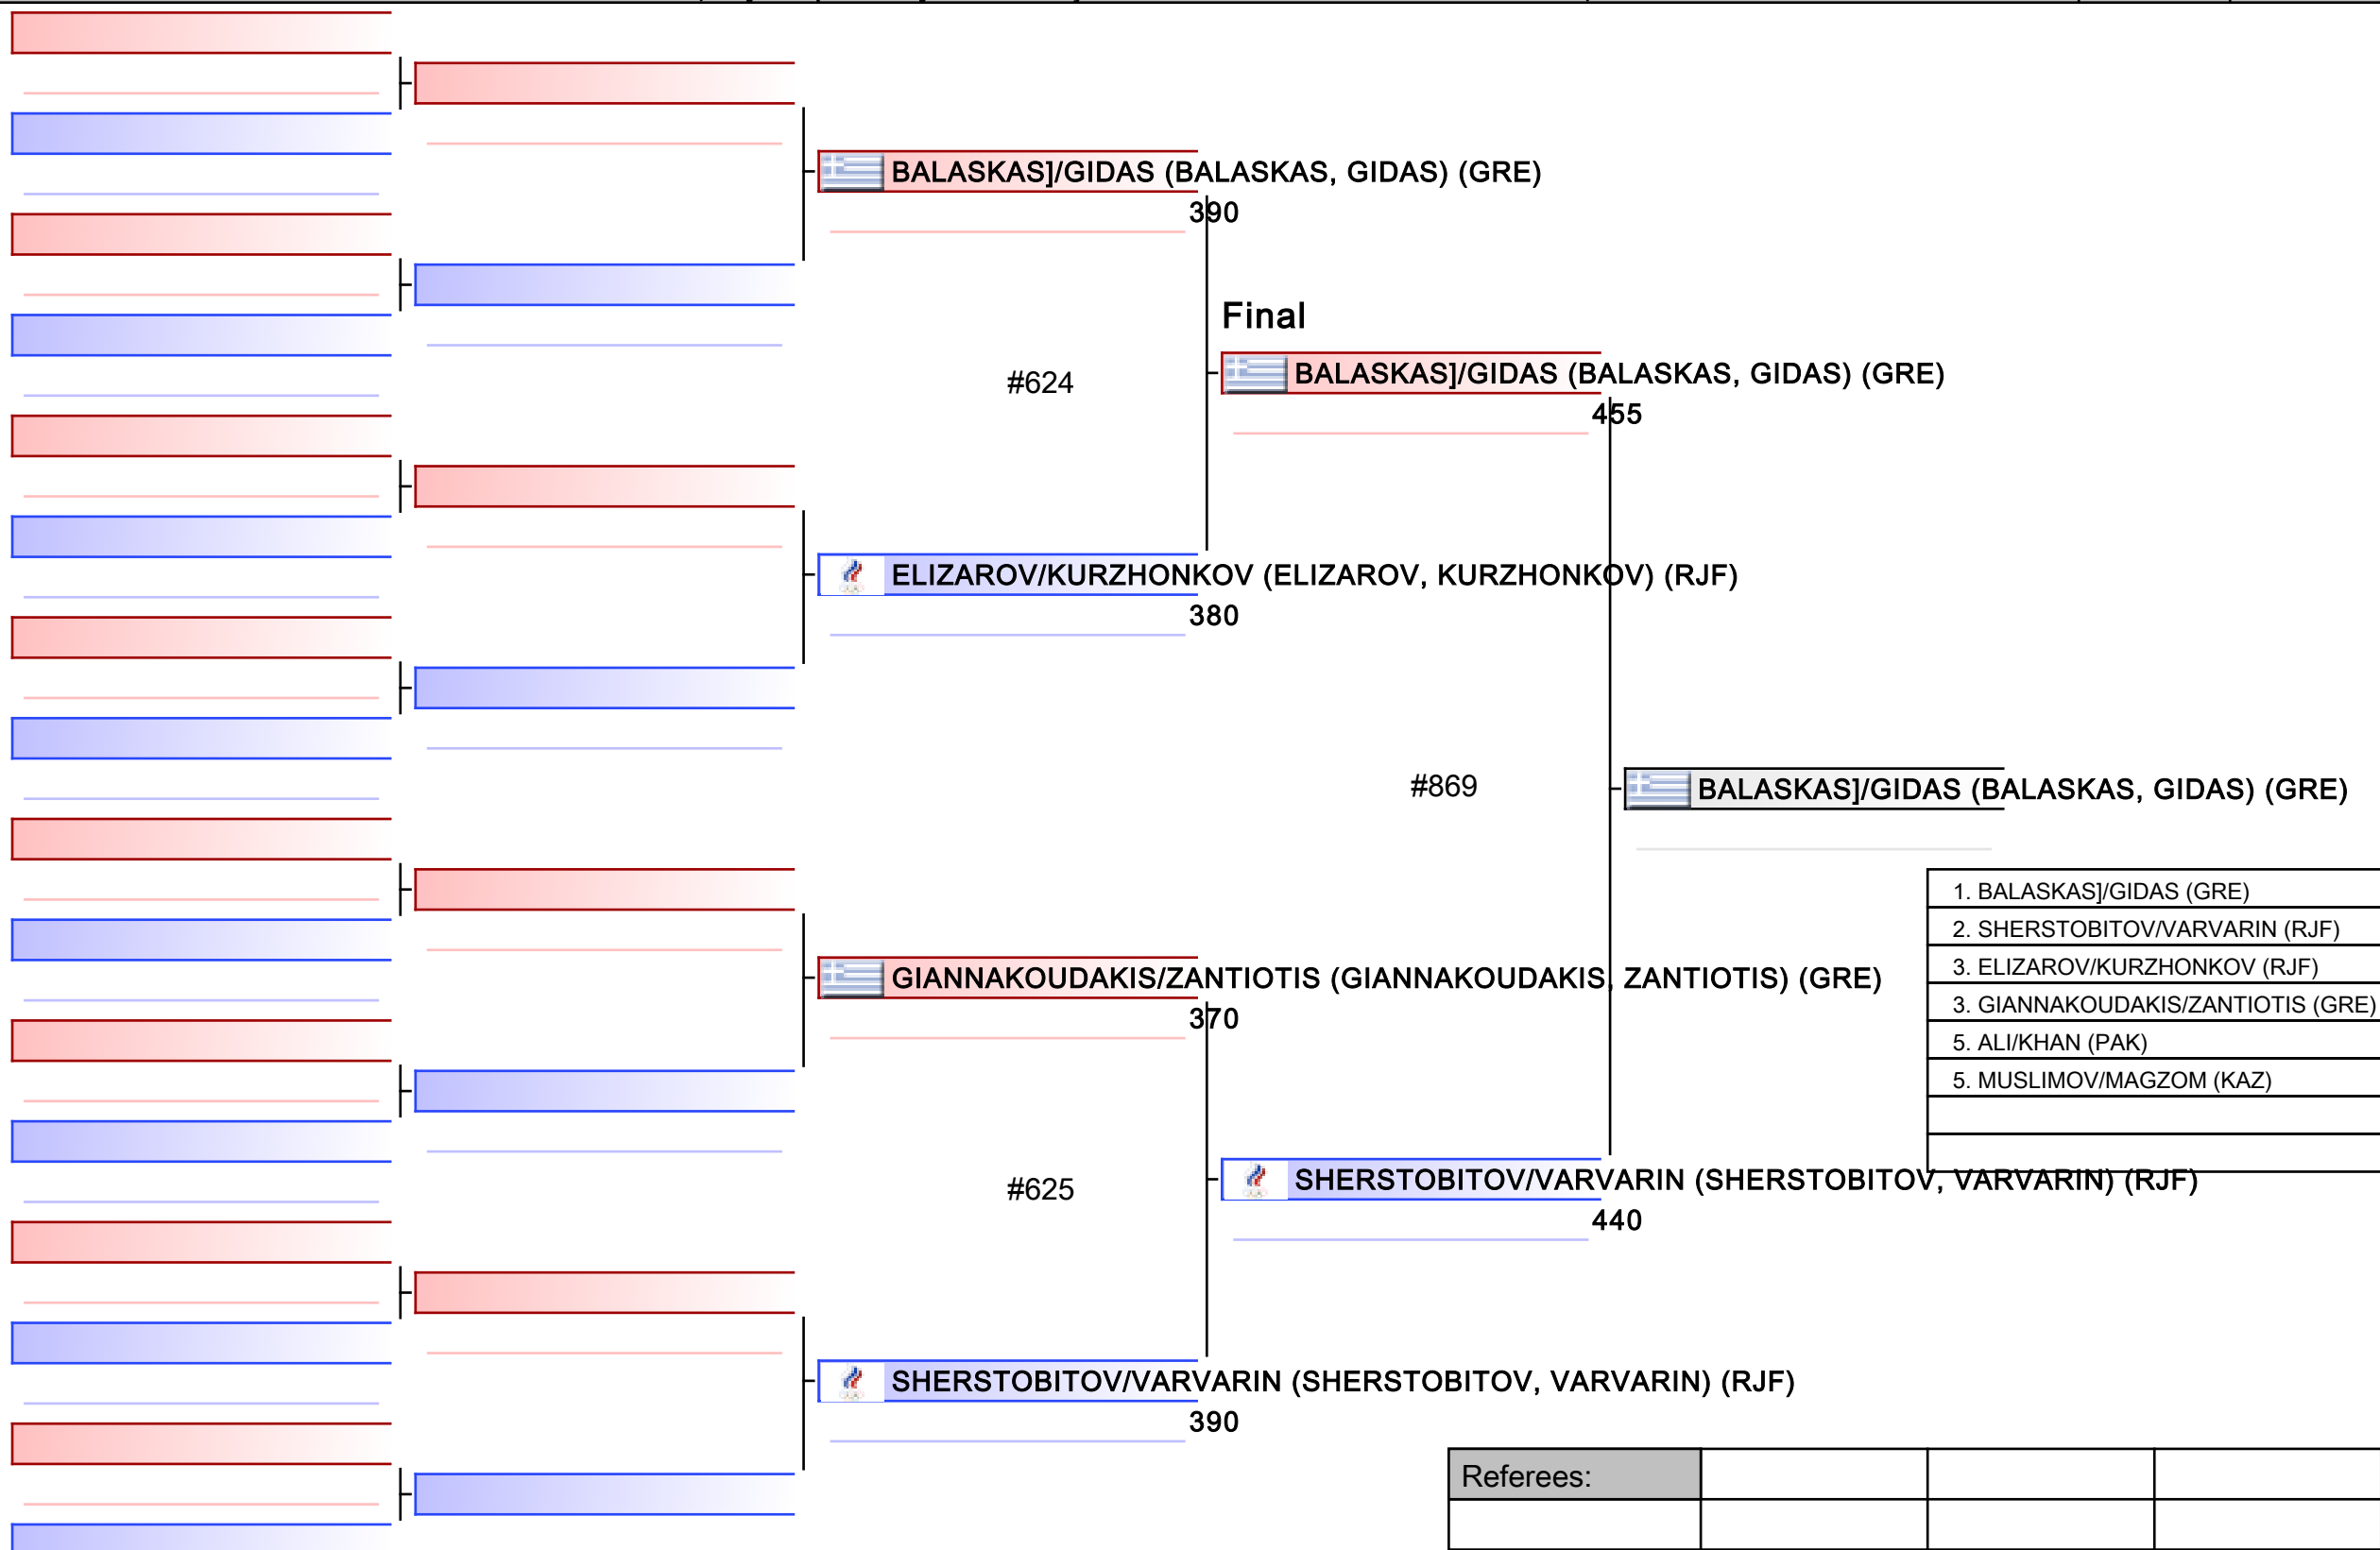 BALASKAS]/GIDAS (BALASKAS, GIDAS) (GRE)
390
Final
#624
BALASKAS]/GIDAS (BALASKAS, GIDAS) (GRE)
455
ELIZAROV/KURZHONKOV (ELIZAROV, KURZHONKOV) (RJF)
380
#869
BALASKAS]/GIDAS (BALASKAS, GIDAS) (GRE)
1. BALASKAS]/GIDAS (GRE)
2. SHERSTOBITOV/VARVARIN (RJF)
3. ELIZAROV/KURZHONKOV (RJF)
3. GIANNAKOUDAKIS/ZANTIOTIS (GRE)
5. ALI/KHAN (PAK)
5. MUSLIMOV/MAGZOM (KAZ)
GIANNAKOUDAKIS/ZANTIOTIS (GIANNAKOUDAKIS, ZANTIOTIS) (GRE)
370
#625
SHERSTOBITOV/VARVARIN (SHERSTOBITOV, VARVARIN) (RJF)
440
SHERSTOBITOV/VARVARIN (SHERSTOBITOV, VARVARIN) (RJF)
390
Referees: